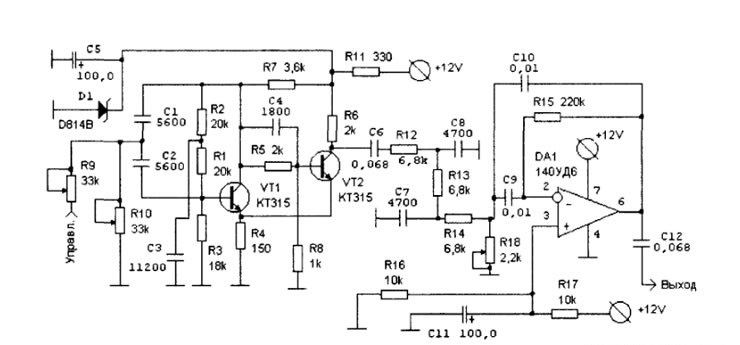 C5
100,0
D1
D814B
R7 3,6k
R11 330
+12V
C10
0,01
R15 220k
C1
5600
R2
20k
C4
1800
R6
2k
C6
0,068
R12
6,8k
C8
4700
+12V
DA1
140УД6
C2
5600
R1
20k
R5 2k
VT2
КТ315
VT1
КТ315
R13
6,8k
C9
0,01
2
3
7
6
4
R9
33k
R10
33k
Управл.
C7
4700
R14
6,8k
R18
2,2k
C12
0,068
C3
11200
R3
18k
R4
150
R8
1k
R16
10k
R17
10k
+12V
Выход
C11 100,0